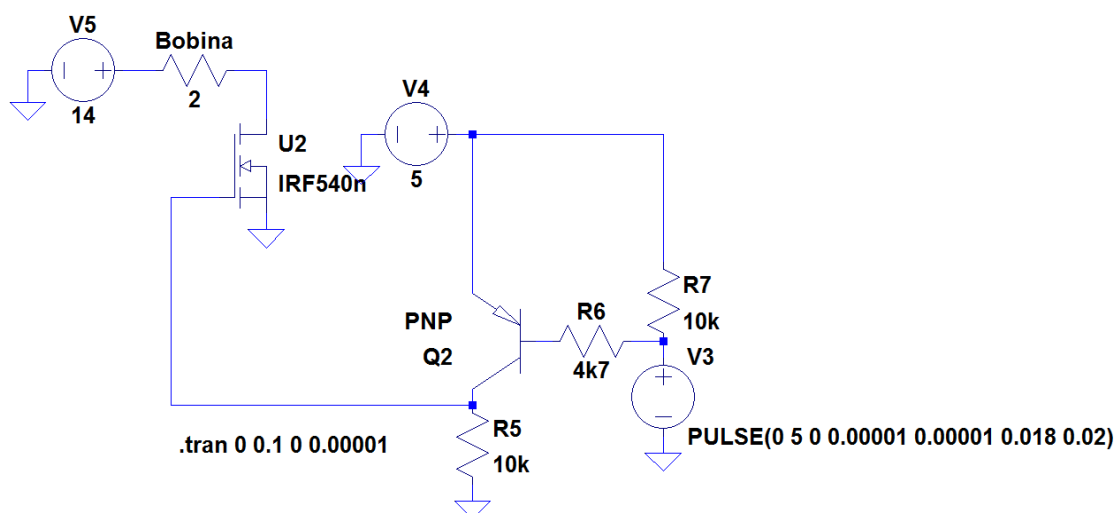 V5
Bobina
14
2
V4
5
U2
IRF540n
PNP
Q2
R6
4k7
R7
10k
V3
R5
10k
.tran 0 0.1 0 0.00001
PULSE(0 5 0 0.00001 0.00001 0.018 0.02)